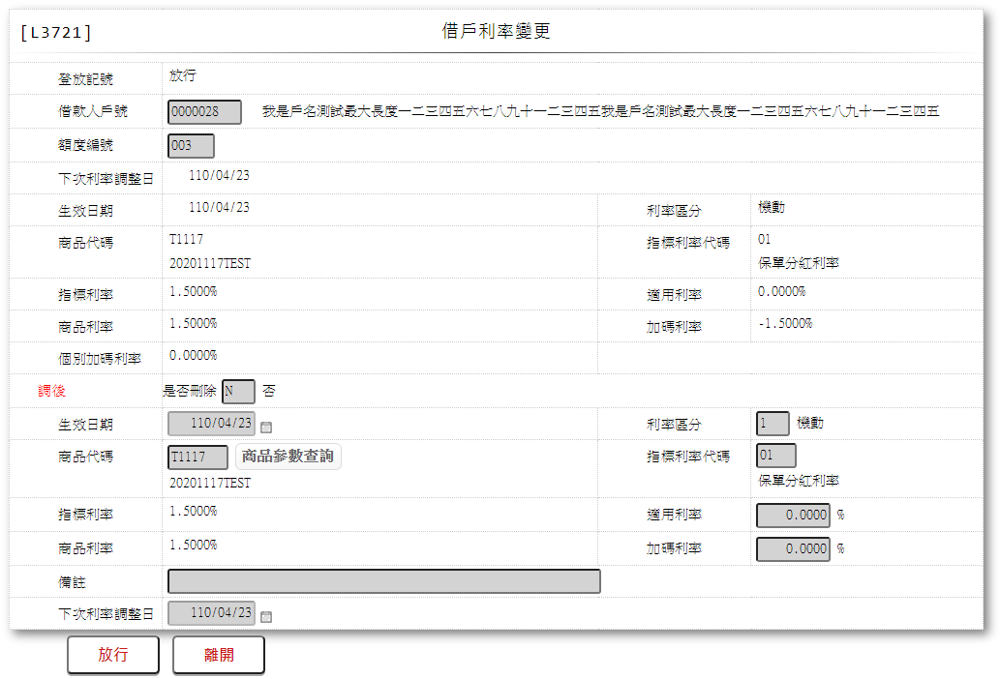 [L3721] 借戶利率變更
登放記號 放行
借款人戶號 0000028 我是戶名測試最大長度一二三四五六七八九十一二三四五我是戶名測試最大長度一二三四五六七八九十一二三四五
額度編號 003
下次利率調整日 110/04/23
生效日期 110/04/23 利率區分 機動
商品代碼 T1117 指標利率代碼 01
20201117TEST 保單分紅利率
指標利率 1.5000% 適用利率 0.0000%
商品利率 1.5000% 加碼利率 -1.5000%
個別加碼利率 0.0000%
調後 是否刪除 N 否
生效日期 110/04/23 利率區分 1 機動
商品代碼 T1117 商品參數查詢 指標利率代碼 01
20201117TEST 保單分紅利率
指標利率 1.5000% 適用利率 0.0000 %
商品利率 1.5000% 加碼利率 0.0000 %
備註
下次利率調整日 110/04/23
放行 離開